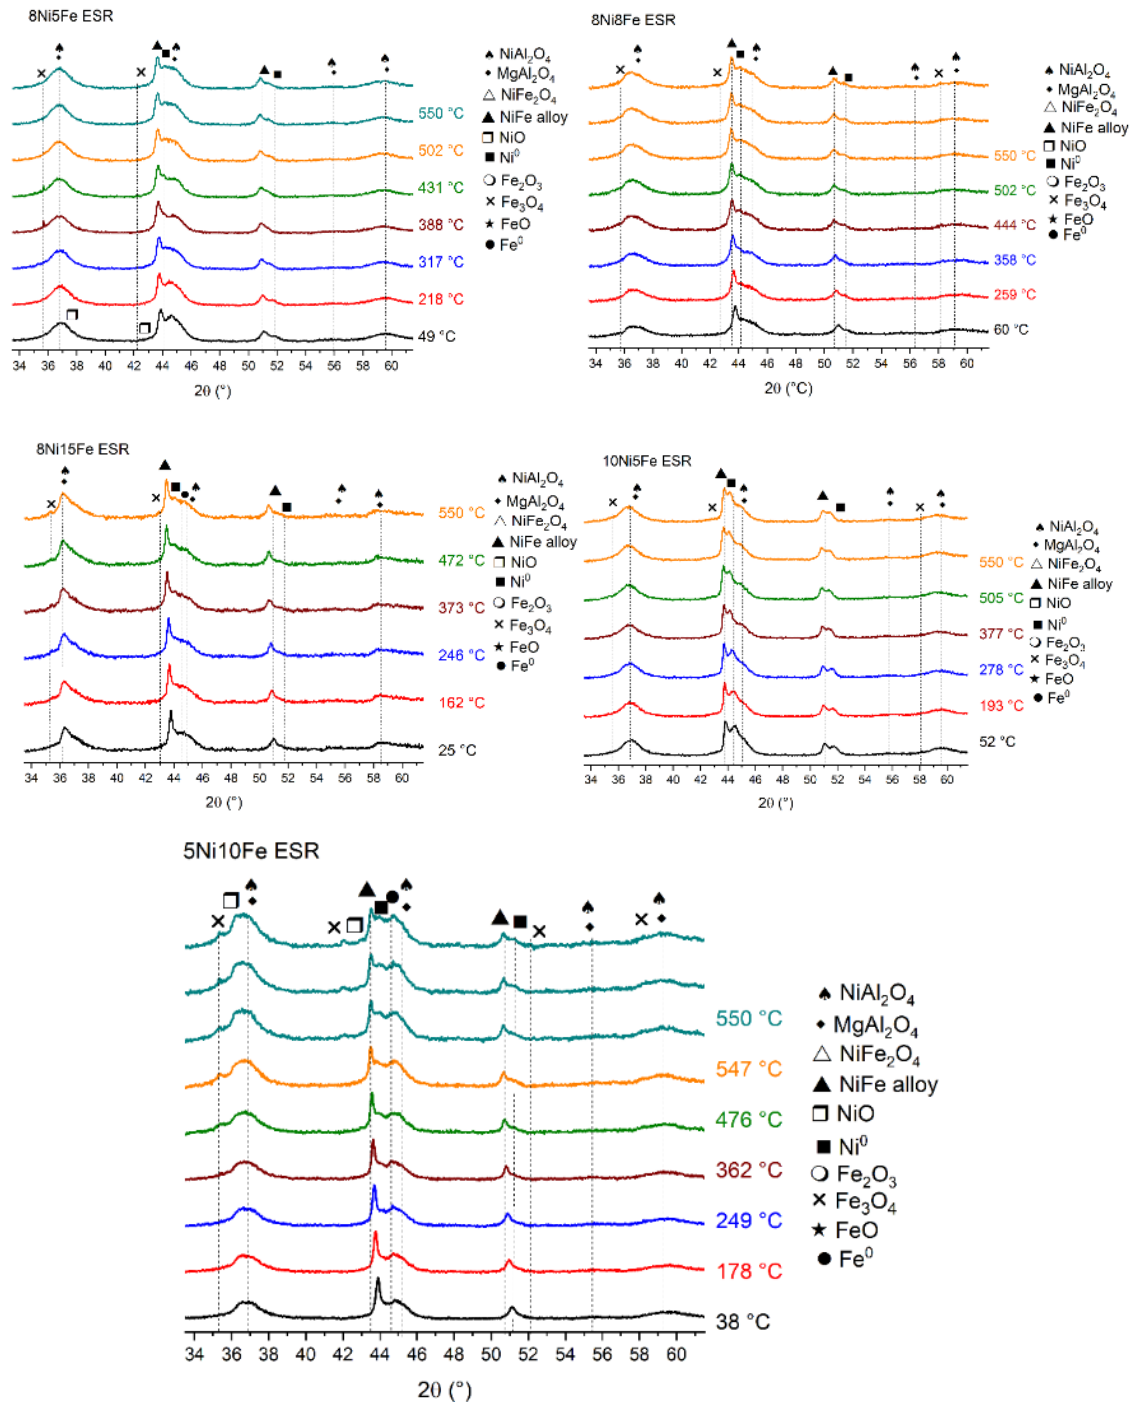 8Ni5Fe ESR
♠ NiAl₂O₄
♦ MgAl₂O₄
△ NiFe₂O₄
▲ NiFe alloy
❒ NiO
■ Ni⁰
❍ Fe₂O₃
× Fe₃O₄
★ FeO
● Fe⁰
550 °C
502 °C
431 °C
388 °C
317 °C
218 °C
49 °C
34 36 38 40 42 44 46 48 50 52 54 56 58 60
2θ (°)
8Ni8Fe ESR
♠ NiAl₂O₄
♦ MgAl₂O₄
△ NiFe₂O₄
▲ NiFe alloy
❒ NiO
■ Ni⁰
❍ Fe₂O₃
× Fe₃O₄
★ FeO
● Fe⁰
550 °C
502 °C
444 °C
358 °C
259 °C
60 °C
34 36 38 40 42 44 46 48 50 52 54 56 58 60
2θ (°C)
8Ni15Fe ESR
♠ NiAl₂O₄
♦ MgAl₂O₄
△ NiFe₂O₄
▲ NiFe alloy
❒ NiO
■ Ni⁰
❍ Fe₂O₃
× Fe₃O₄
★ FeO
● Fe⁰
550 °C
472 °C
373 °C
246 °C
162 °C
25 °C
34 36 38 40 42 44 46 48 50 52 54 56 58 60
2θ (°)
10Ni5Fe ESR
♠ NiAl₂O₄
♦ MgAl₂O₄
△ NiFe₂O₄
▲ NiFe alloy
❒ NiO
■ Ni⁰
❍ Fe₂O₃
× Fe₃O₄
★ FeO
● Fe⁰
550 °C
505 °C
377 °C
278 °C
193 °C
52 °C
34 36 38 40 42 44 46 48 50 52 54 56 58 60
2θ (°)
5Ni10Fe ESR
♠ NiAl₂O₄
♦ MgAl₂O₄
△ NiFe₂O₄
▲ NiFe alloy
❒ NiO
■ Ni⁰
❍ Fe₂O₃
× Fe₃O₄
★ FeO
● Fe⁰
550 °C
547 °C
476 °C
362 °C
249 °C
178 °C
38 °C
34 36 38 40 42 44 46 48 50 52 54 56 58 60
2θ (°)